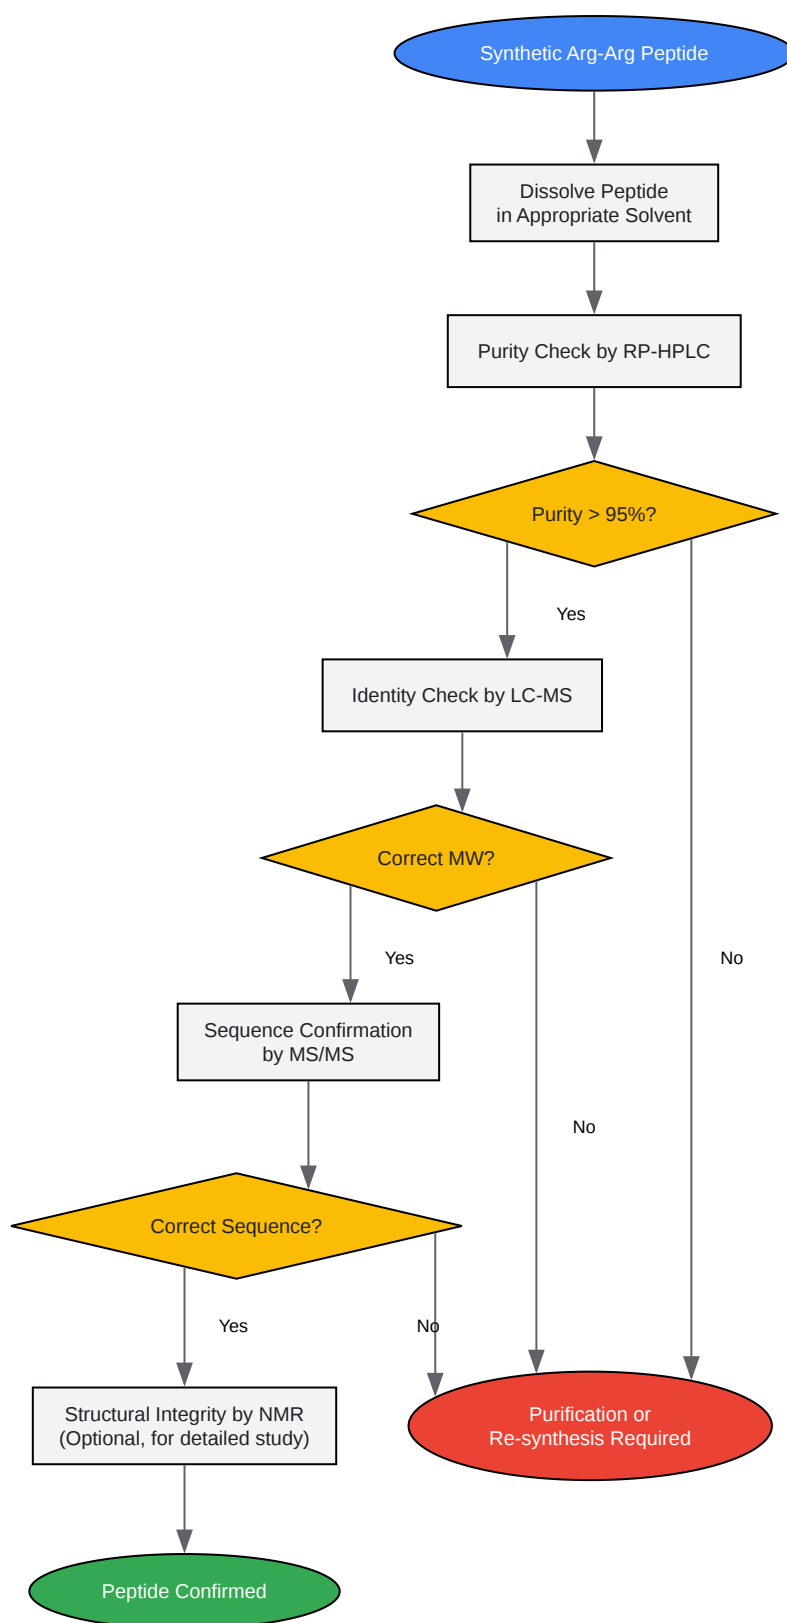 Synthetic Arg-Arg Peptide
Dissolve Peptide
in Appropriate Solvent
Purity Check by RP-HPLC
Purity > 95%?
Yes
Identity Check by LC-MS
Correct MW?
Yes
No
Sequence Confirmation
by MS/MS
No
Correct Sequence?
Yes
No
Structural Integrity by NMR
(Optional, for detailed study)
Purification or
Re-synthesis Required
Peptide Confirmed